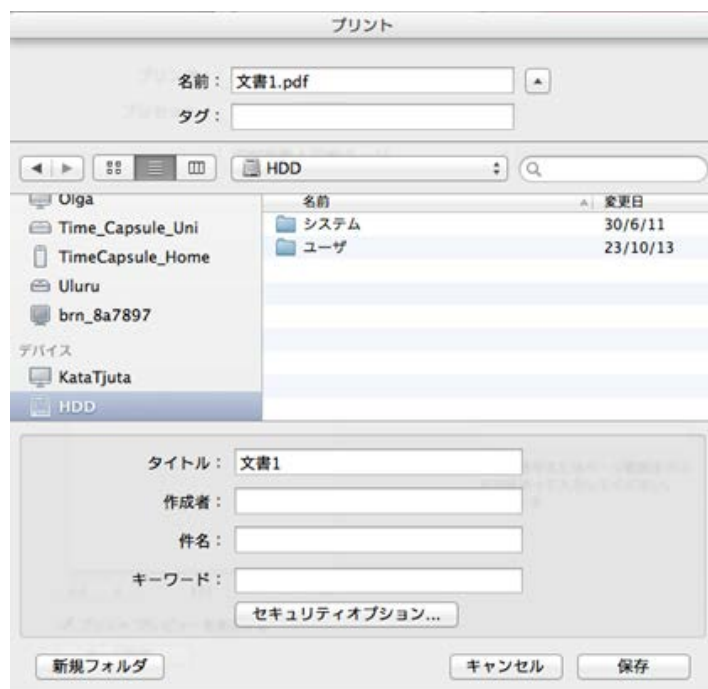 プリント
名前：
文書1.pdf
タグ：
HDD
Olga
Time_Capsule_Uni
TimeCapsule_Home
Uluru
brn_8a7897
デバイス
KataTjuta
HDD
名前 変更日
システム 30/6/11
ユーザ 23/10/13
タイトル：
文書1
作成者：
件名：
キーワード：
セキュリティオプション...
新規フォルダ
キャンセル
保存